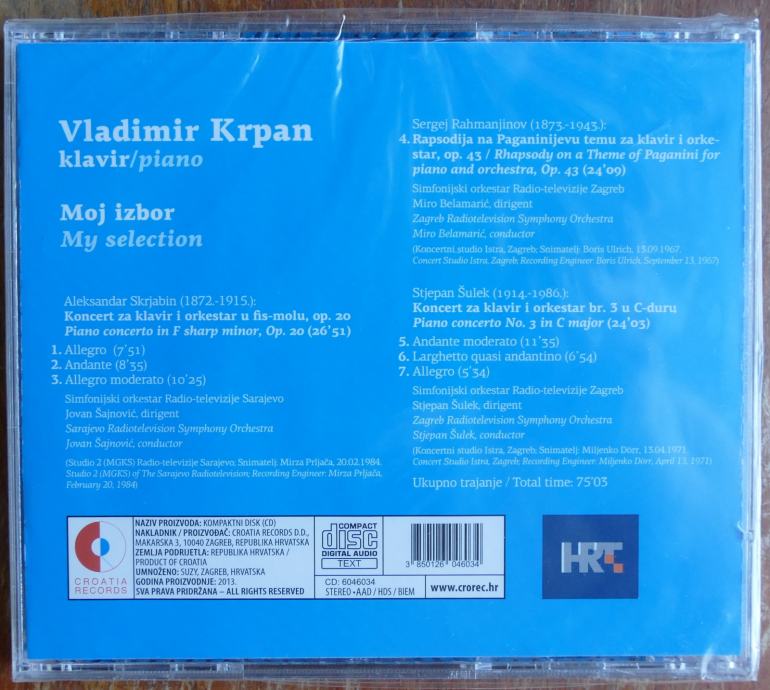 Vladimir Krpan
klavir/piano
Moj izbor
My selection
Aleksandar Skrjabin (1872.-1915.):
Koncert za klavir i orkestar u fis-molu, op. 20
Piano concerto in F sharp minor, Op. 20 (26'51)
1. Allegro (7'51)
2. Andante (8'35)
3. Allegro moderato (10'25)
Simfonijski orkestar Radio-televizije Sarajevo
Jovan Šajnović, dirigent
Sarajevo Radiotelevision Symphony Orchestra
Jovan Šajnović, conductor
(Studio 2 (MGKS) Radio-televizije Sarajevo; Snimatelj: Mirza Prljača, 20.02.1984.
Studio 2 (MGKS) of The Sarajevo Radiotelevision; Recording Engineer: Mirza Prljača,
February 20, 1984)
Sergej Rahmanjinov (1873.-1943.):
4. Rapsodija na Paganinijevu temu za klavir i orke-
star, op. 43 / Rhapsody on a Theme of Paganini for
piano and orchestra, Op. 43 (24'09)
Simfonijski orkestar Radio-televizije Zagreb
Miro Belamarić, dirigent
Zagreb Radiotelevision Symphony Orchestra
Miro Belamarić, conductor
(Koncertni studio Istra, Zagreb; Snimatelj: Boris Ulrich, 13.09.1967.
Concert Studio Istra, Zagreb; Recording Engineer: Boris Ulrich, September 13, 1967)
Stjepan Šulek (1914.-1986.):
Koncert za klavir i orkestar br. 3 u C-duru
Piano concerto No. 3 in C major (24'03)
5. Andante moderato (11'35)
6. Larghetto quasi andantino (6'54)
7. Allegro (5'34)
Simfonijski orkestar Radio-televizije Zagreb
Stjepan Šulek, dirigent
Zagreb Radiotelevision Symphony Orchestra
Stjepan Šulek, conductor
(Koncertni studio Istra, Zagreb; Snimatelj: Miljenko Dörr, 13.04.1971.
Concert Studio Istra, Zagreb; Recording Engineer: Miljenko Dörr, April 13, 1971)
Ukupno trajanje / Total time: 75'03
CROATIA
RECORDS
NAZIV PROIZVODA: KOMPAKTNI DISK (CD)
NAKLADNIK / PROIZVOĐAČ: CROATIA RECORDS D.D.,
MAKARSKA 3, 10040 ZAGREB, REPUBLIKA HRVATSKA
ZEMLJA PODRIJETLA: REPUBLIKA HRVATSKA /
PRODUCT OF CROATIA
UMNOŽENO: SUZY, ZAGREB, HRVATSKA
GODINA PROIZVODNJE: 2013.
SVA PRAVA PRIDRŽANA – ALL RIGHTS RESERVED
COMPACT
disc
DIGITAL AUDIO
TEXT
CD: 6046034
STEREO • AAD / HDS / BIEM
3 850126 046034
www.crorec.hr
HRT